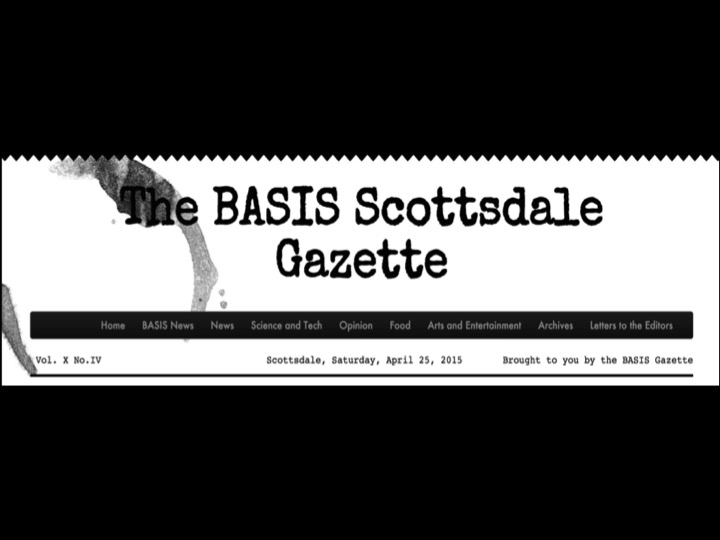 The BASIS Scottsdale
Gazette
Home BASIS News News Science and Tech Opinion Food Arts and Entertainment Archives Letters to the Editors
Vol. X No.IV Scottsdale, Saturday, April 25, 2015 Brought to you by the BASIS Gazette